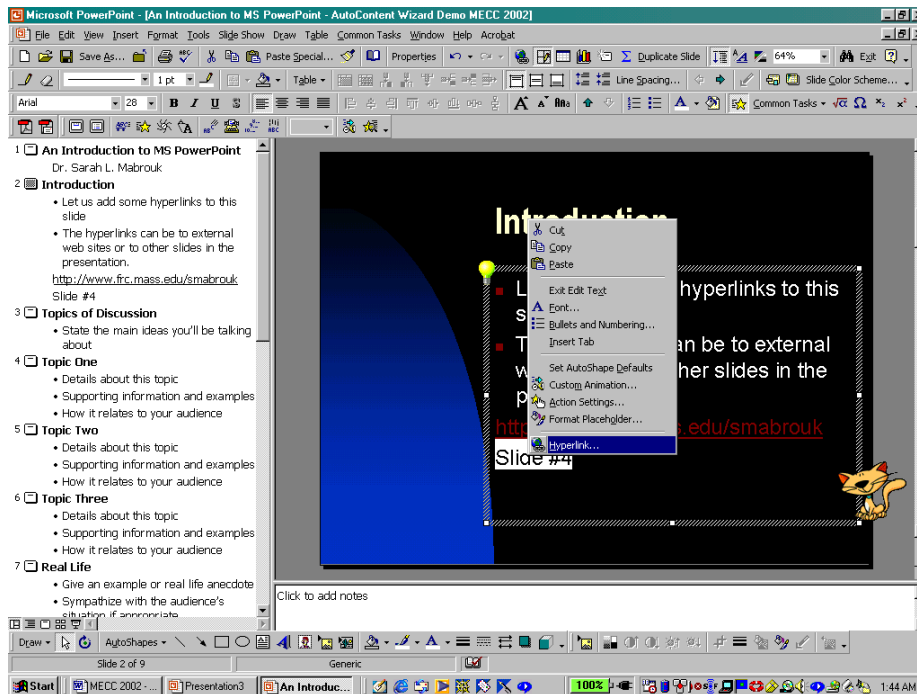 Microsoft PowerPoint - [An Introduction to MS PowerPoint - AutoContent Wizard Demo MECC 2002]
File Edit View Insert Format Tools Slide Show Draw Table Common Tasks Window Help Acrobat
Save As... Paste Special... Properties Duplicate Slide 64% Exit
1 pt Table Line Spacing... Slide Color Scheme...
Arial 28 B I U S Common Tasks
1 An Introduction to MS PowerPoint
Dr. Sarah L. Mabrouk
2 Introduction
• Let us add some hyperlinks to this
slide
• The hyperlinks can be to external
web sites or to other slides in the
presentation.
http://www.frc.mass.edu/smabrouk
Slide #4
3 Topics of Discussion
• State the main ideas you'll be talking
about
4 Topic One
• Details about this topic
• Supporting information and examples
• How it relates to your audience
5 Topic Two
• Details about this topic
• Supporting information and examples
• How it relates to your audience
6 Topic Three
• Details about this topic
• Supporting information and examples
• How it relates to your audience
7 Real Life
• Give an example or real life anecdote
• Sympathize with the audience's
situation if appropriate
Introduction
L hyperlinks to this
s
T an be to external
w her slides in the
p
http s.edu/smabrouk
Slide #4
Cut
Copy
Paste
Exit Edit Text
Font...
Bullets and Numbering...
Insert Tab
Set AutoShape Defaults
Custom Animation...
Action Settings...
Format Placeholder...
Hyperlink...
Click to add notes
Draw AutoShapes
Slide 2 of 9 Generic
Start MECC 2002 - ... Presentation3 An Introduc... 100% 1:44 AM